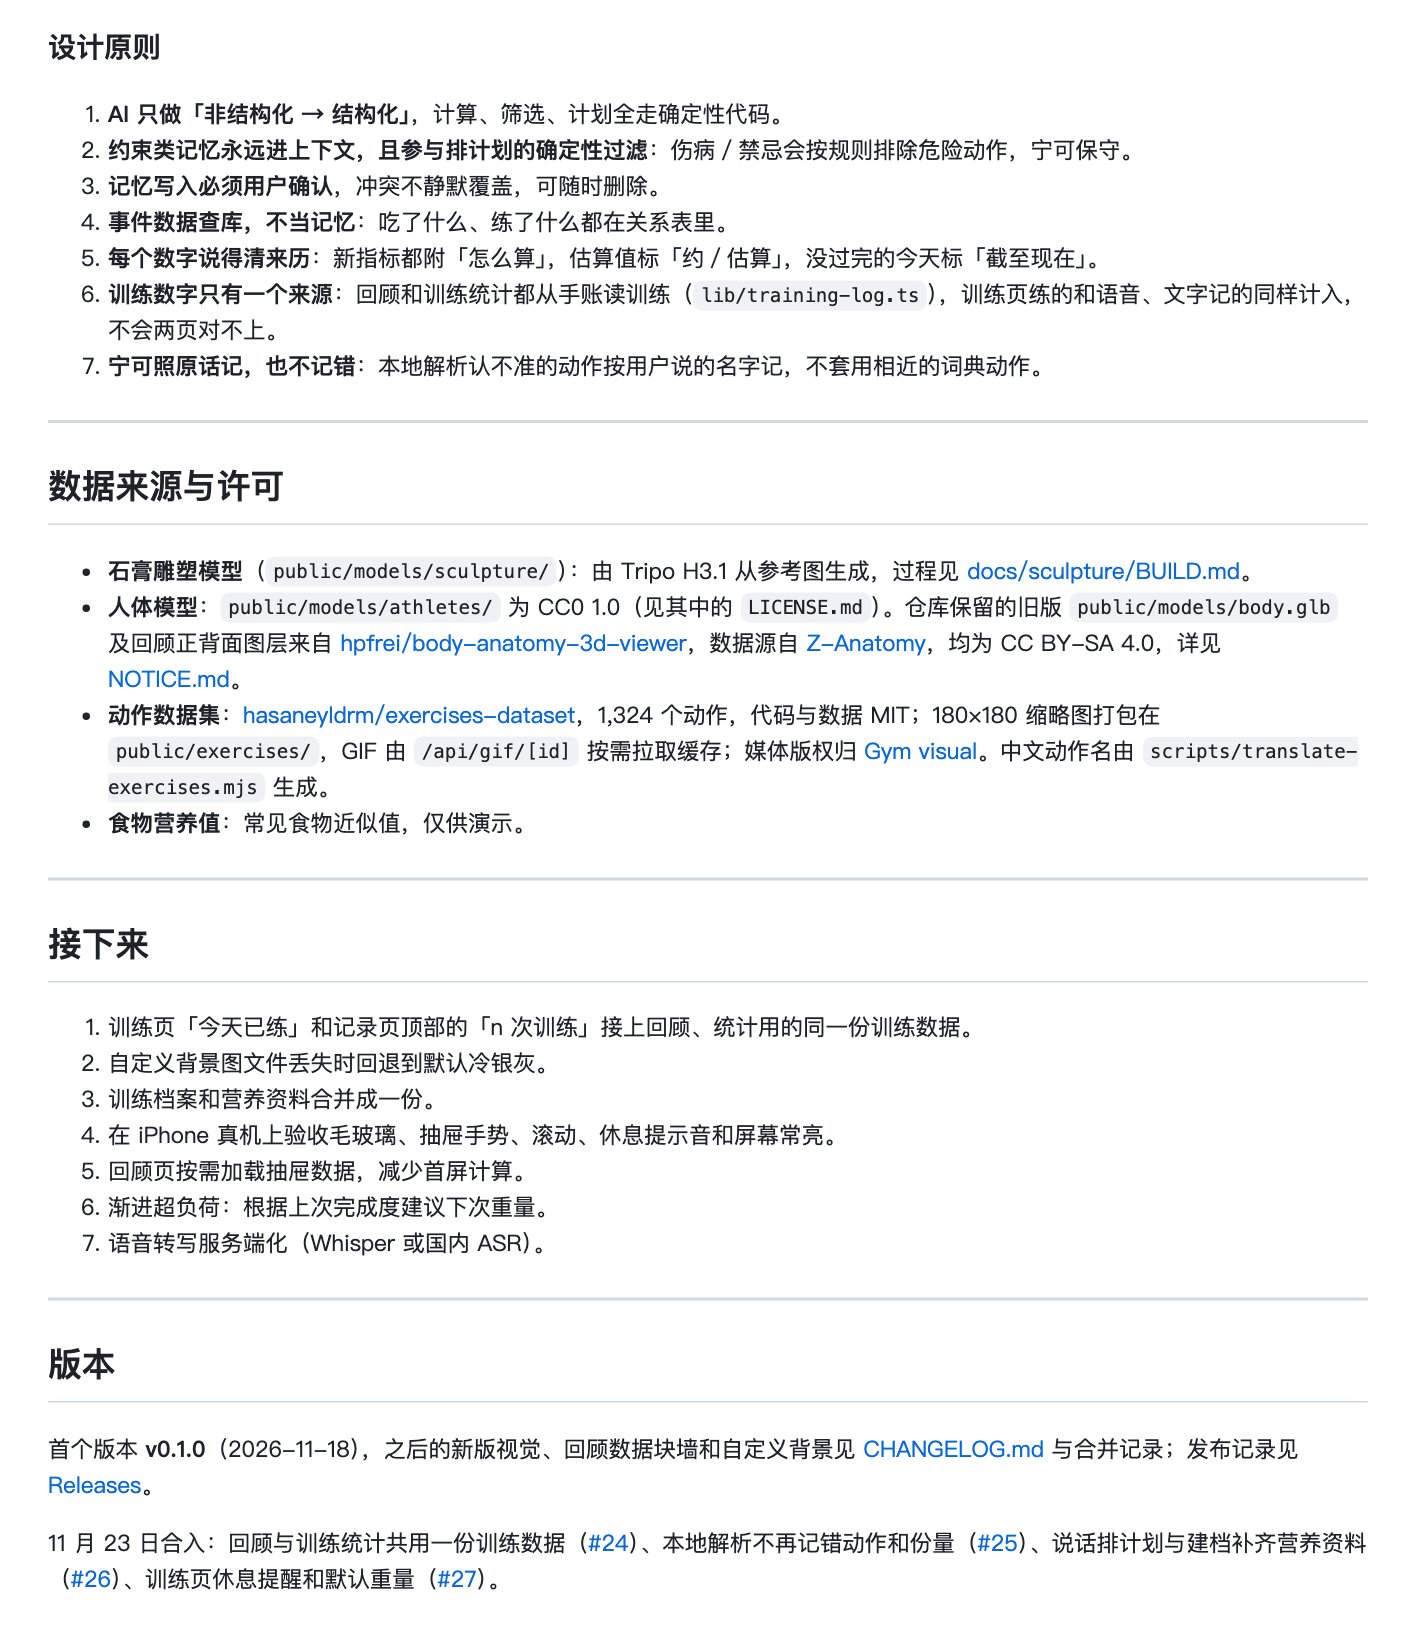 设计原则
1. AI 只做「非结构化 → 结构化」，计算、筛选、计划全走确定性代码。
2. 约束类记忆永远进上下文，且参与排计划的确定性过滤：伤病 / 禁忌会按规则排除危险动作，宁可保守。
3. 记忆写入必须用户确认，冲突不静默覆盖，可随时删除。
4. 事件数据查库，不当记忆：吃了什么、练了什么都在关系表里。
5. 每个数字说得清来历：新指标都附「怎么算」，估算值标「约 / 估算」，没过完的今天标「截至现在」。
6. 训练数字只有一个来源：回顾和训练统计都从手账读训练（lib/training-log.ts），训练页练的和语音、文字记的同样计入，
不会两页对不上。
7. 宁可照原话记，也不记错：本地解析认不准的动作按用户说的名字记，不套用相近的词典动作。
数据来源与许可
• 石膏雕塑模型（public/models/sculpture/）：由 Tripo H3.1 从参考图生成，过程见 docs/sculpture/BUILD.md。
• 人体模型：public/models/athletes/ 为 CC0 1.0（见其中的 LICENSE.md）。仓库保留的旧版 public/models/body.glb
及回顾正背面图层来自 hpfrei/body-anatomy-3d-viewer，数据源自 Z-Anatomy，均为 CC BY-SA 4.0，详见
NOTICE.md。
• 动作数据集：hasaneyldrm/exercises-dataset，1,324 个动作，代码与数据 MIT；180×180 缩略图打包在
public/exercises/，GIF 由 /api/gif/[id] 按需拉取缓存；媒体版权归 Gym visual。中文动作名由 scripts/translate-
exercises.mjs 生成。
• 食物营养值：常见食物近似值，仅供演示。
接下来
1. 训练页「今天已练」和记录页顶部的「n 次训练」接上回顾、统计用的同一份训练数据。
2. 自定义背景图文件丢失时回退到默认冷银灰。
3. 训练档案和营养资料合并成一份。
4. 在 iPhone 真机上验收毛玻璃、抽屉手势、滚动、休息提示音和屏幕常亮。
5. 回顾页按需加载抽屉数据，减少首屏计算。
6. 渐进超负荷：根据上次完成度建议下次重量。
7. 语音转写服务端化（Whisper 或国内 ASR）。
版本
首个版本 v0.1.0（2026-11-18），之后的新版视觉、回顾数据块墙和自定义背景见 CHANGELOG.md 与合并记录；发布记录见
Releases。
11 月 23 日合入：回顾与训练统计共用一份训练数据（#24）、本地解析不再记错动作和份量（#25）、说话排计划与建档补齐营养资料
（#26）、训练页休息提醒和默认重量（#27）。